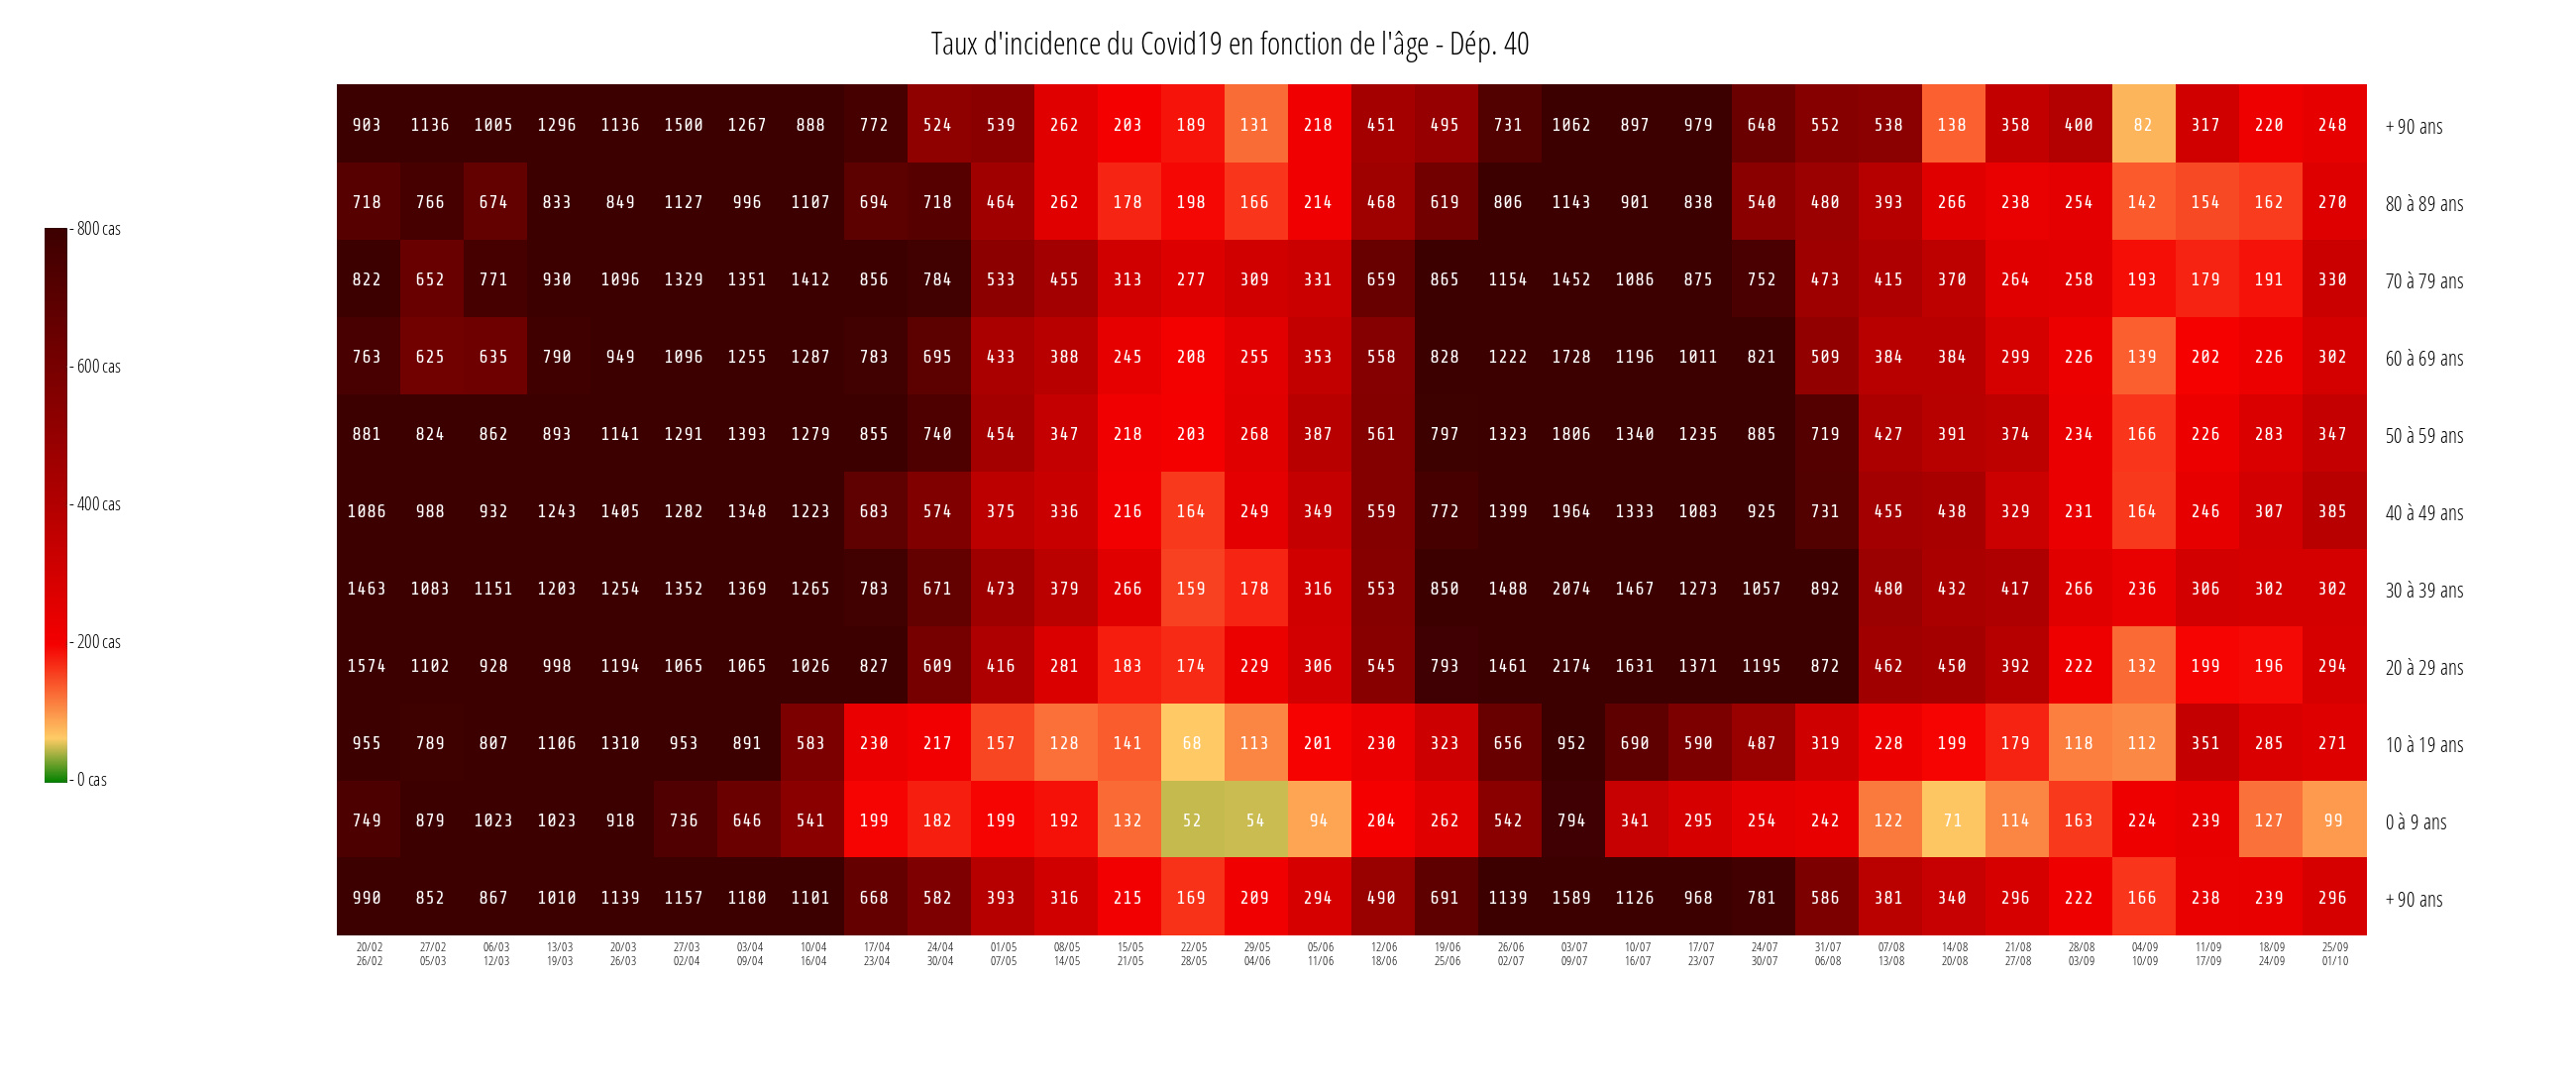 Taux d'incidence du Covid19 en fonction de l'âge - Dép. 40
903 1136 1005 1296 1136 1500 1267 888 772 524 539 262 203 189 131 218 451 495 731 1062 897 979 648 552 538 138 358 400 82 317 220 248 + 90 ans
718 766 674 833 849 1127 996 1107 694 718 464 262 178 198 166 214 468 619 806 1143 901 838 540 480 393 266 238 254 142 154 162 270 80 à 89 ans
- 800 cas
822 652 771 930 1096 1329 1351 1412 856 784 533 455 313 277 309 331 659 865 1154 1452 1086 875 752 473 415 370 264 258 193 179 191 330 70 à 79 ans
763 625 635 790 949 1096 1255 1287 783 695 433 388 245 208 255 353 558 828 1222 1728 1196 1011 821 509 384 384 299 226 139 202 226 302 60 à 69 ans
- 600 cas
881 824 862 893 1141 1291 1393 1279 855 740 454 347 218 203 268 387 561 797 1323 1806 1340 1235 885 719 427 391 374 234 166 226 283 347 50 à 59 ans
- 400 cas
1086 988 932 1243 1405 1282 1348 1223 683 574 375 336 216 164 249 349 559 772 1399 1964 1333 1083 925 731 455 438 329 231 164 246 307 385 40 à 49 ans
1463 1083 1151 1203 1254 1352 1369 1265 783 671 473 379 266 159 178 316 553 850 1488 2074 1467 1273 1057 892 480 432 417 266 236 306 302 302 30 à 39 ans
- 200 cas
1574 1102 928 998 1194 1065 1065 1026 827 609 416 281 183 174 229 306 545 793 1461 2174 1631 1371 1195 872 462 450 392 222 132 199 196 294 20 à 29 ans
955 789 807 1106 1310 953 891 583 230 217 157 128 141 68 113 201 230 323 656 952 690 590 487 319 228 199 179 118 112 351 285 271 10 à 19 ans
- 0 cas
749 879 1023 1023 918 736 646 541 199 182 199 192 132 52 54 94 204 262 542 794 341 295 254 242 122 71 114 163 224 239 127 99 0 à 9 ans
990 852 867 1010 1139 1157 1180 1101 668 582 393 316 215 169 209 294 490 691 1139 1589 1126 968 781 586 381 340 296 222 166 238 239 296 + 90 ans
20/02 27/02 06/03 13/03 20/03 27/03 03/04 10/04 17/04 24/04 01/05 08/05 15/05 22/05 29/05 05/06 12/06 19/06 26/06 03/07 10/07 17/07 24/07 31/07 07/08 14/08 21/08 28/08 04/09 11/09 18/09 25/09
26/02 05/03 12/03 19/03 26/03 02/04 09/04 16/04 23/04 30/04 07/05 14/05 21/05 28/05 04/06 11/06 18/06 25/06 02/07 09/07 16/07 23/07 30/07 06/08 13/08 20/08 27/08 03/09 10/09 17/09 24/09 01/10